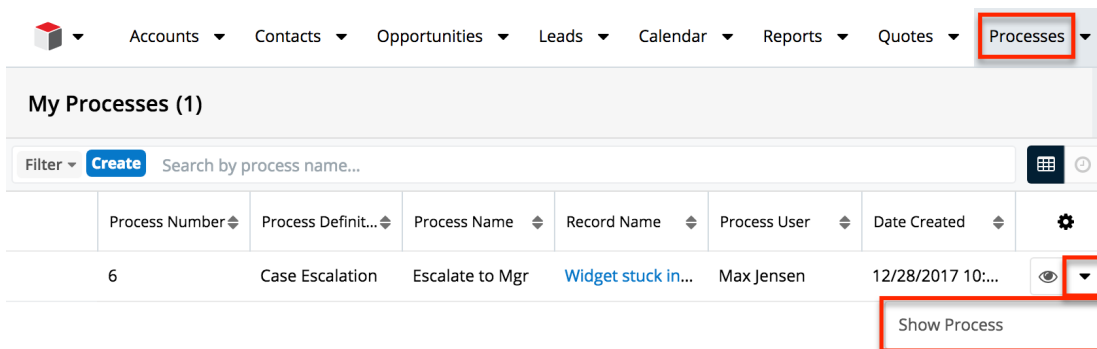 Accounts Contacts Opportunities Leads Calendar Reports Quotes Processes
My Processes (1)
Filter Create Search by process name...
Process Number Process Definit... Process Name Record Name Process User Date Created
6 Case Escalation Escalate to Mgr Widget stuck in... Max Jensen 12/28/2017 10:...
Show Process